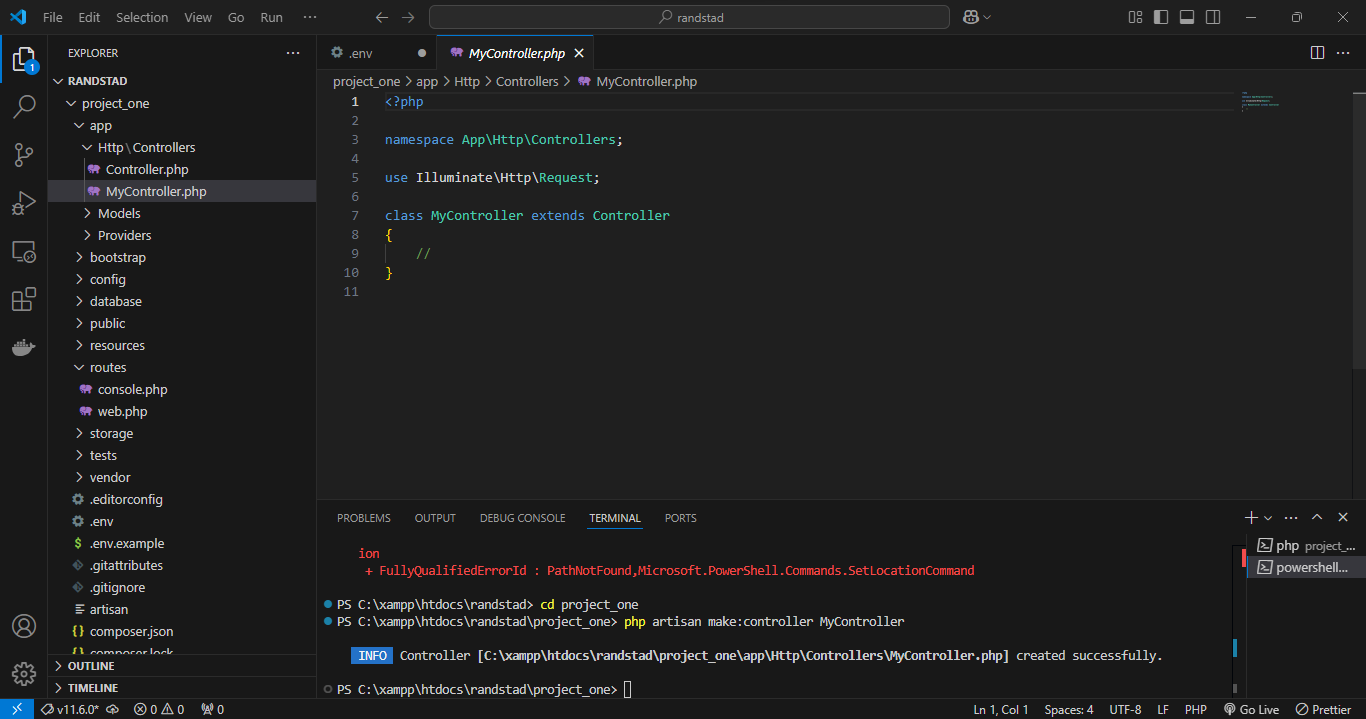 File Edit Selection View Go Run ··· randstad
EXPLORER ···
RANDSTAD
project_one
app
Http\Controllers
Controller.php
MyController.php
Models
Providers
bootstrap
config
database
public
resources
routes
console.php
web.php
storage
tests
vendor
.editorconfig
.env
$ .env.example
.gitattributes
.gitignore
artisan
{} composer.json
{} composer.lock
OUTLINE
TIMELINE
1
.env MyController.php
project_one > app > Http > Controllers > MyController.php
1 <?php
2
3 namespace App\Http\Controllers;
4
5 use Illuminate\Http\Request;
6
7 class MyController extends Controller
8 {
9 //
10 }
11
PROBLEMS OUTPUT DEBUG CONSOLE TERMINAL PORTS
ion
+ FullyQualifiedErrorId : PathNotFound,Microsoft.PowerShell.Commands.SetLocationCommand
PS C:\xampp\htdocs\randstad> cd project_one
PS C:\xampp\htdocs\randstad\project_one> php artisan make:controller MyController
INFO Controller [C:\xampp\htdocs\randstad\project_one\app\Http\Controllers\MyController.php] created successfully.
PS C:\xampp\htdocs\randstad\project_one>
php project_...
powershell...
v11.6.0* 0 0 0 Ln 1, Col 1 Spaces: 4 UTF-8 LF PHP Go Live Prettier